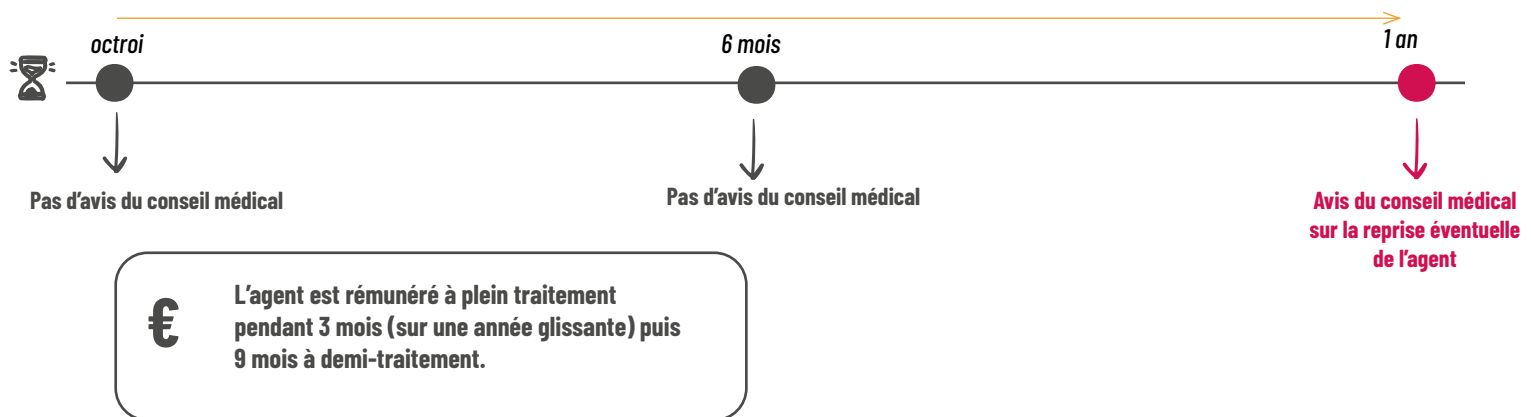 octroi
6 mois
1 an
Pas d’avis du conseil médical
Pas d’avis du conseil médical
Avis du conseil médical
sur la reprise éventuelle
de l’agent
€
L’agent est rémunéré à plein traitement
pendant 3 mois (sur une année glissante) puis
9 mois à demi-traitement.